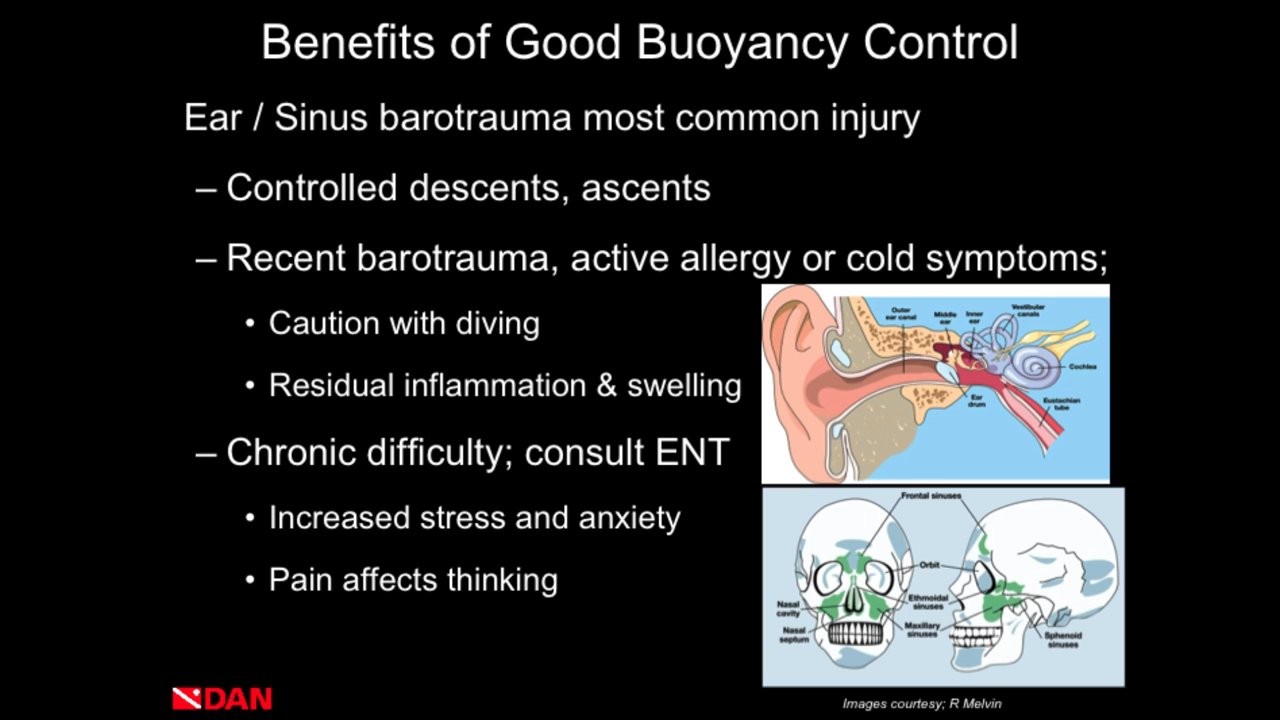 Benefits of Good Buoyancy Control
Ear / Sinus barotrauma most common injury
– Controlled descents, ascents
– Recent barotrauma, active allergy or cold symptoms;
• Caution with diving
• Residual inflammation & swelling
– Chronic difficulty; consult ENT
• Increased stress and anxiety
• Pain affects thinking
Outer
ear canal
Middle
ear
Inner
ear
Vestibular
canals
Cochlea
Ear
drum
Eustachian
tube
Frontal sinuses
Orbit
Ethmoidal
sinuses
Nasal
cavity
Maxillary
sinuses
Nasal
septum
Sphenoid
sinuses
DAN
Images courtesy; R Melvin